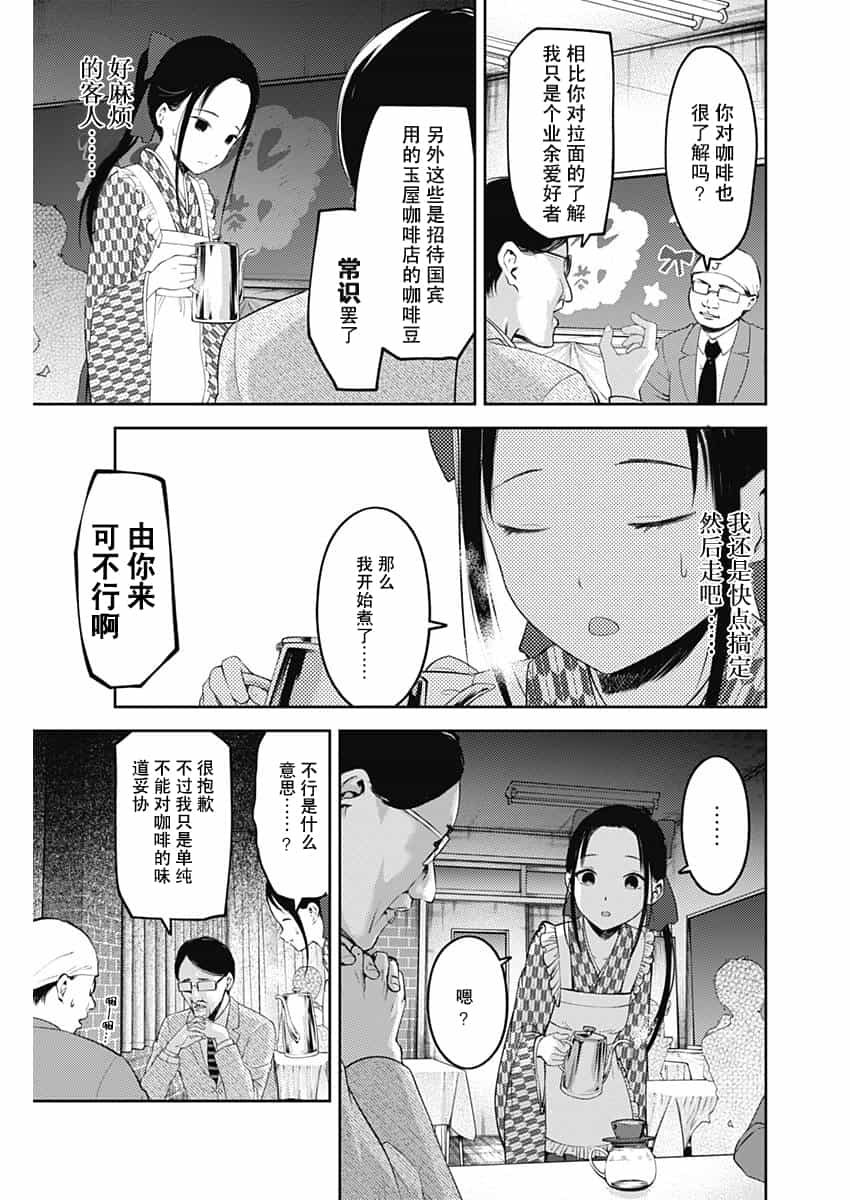 你对咖啡也
很了解吗？
相比你对拉面的了解
我只是个业余爱好者
另外这些是招待国宾
用的玉屋咖啡店的咖啡豆
常识
罢了
好麻烦
的客人……
我还是快点搞定
然后走吧……
那么
我开始煮了……
由你来
可不行啊
……
嗯？
不行是什么
意思……？
很抱歉
不过我只是单纯
不能对咖啡的味
道妥协